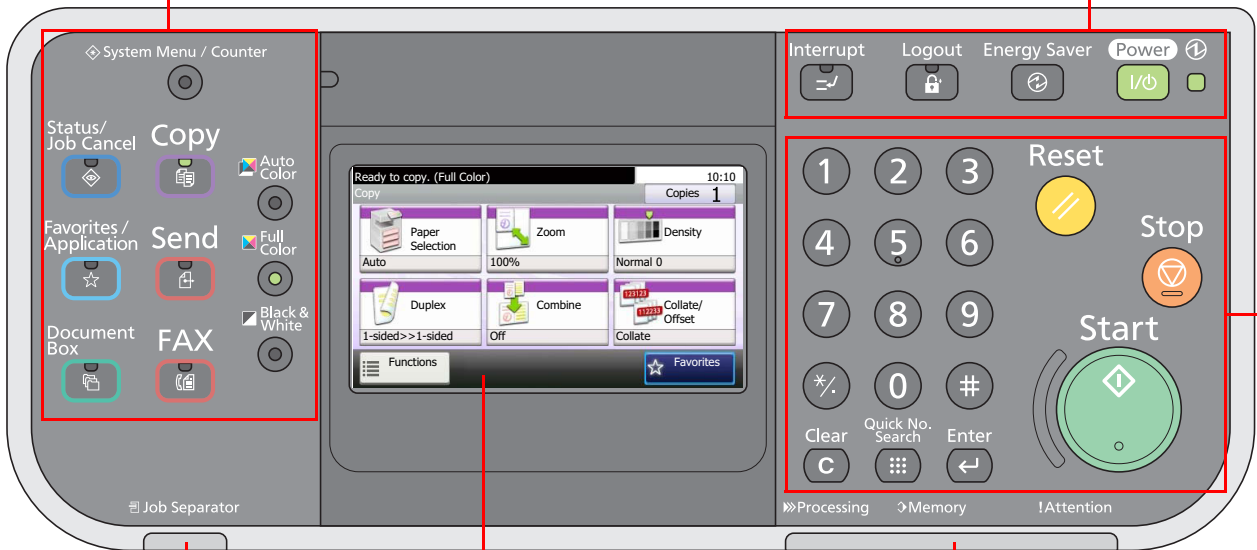 System Menu / Counter
Status/
Job Cancel
Copy
Auto
Color
Favorites /
Application
Send
Full
Color
Document
Box
FAX
Black &
White
Job Separator
Ready to copy. (Full Color)
10:10
Copy
Copies 1
Paper
Selection
Auto
Zoom
100%
Density
Normal 0
Duplex
1-sided>>1-sided
Combine
Off
123123
112233
Collate/
Offset
Collate
Functions
Favorites
Interrupt
Logout
Energy Saver
Power
1
2
3
Reset
4
5
6
Stop
7
8
9
Start
*/.
0
#
Clear
Quick No.
Search
Enter
C
Processing
Memory
!Attention